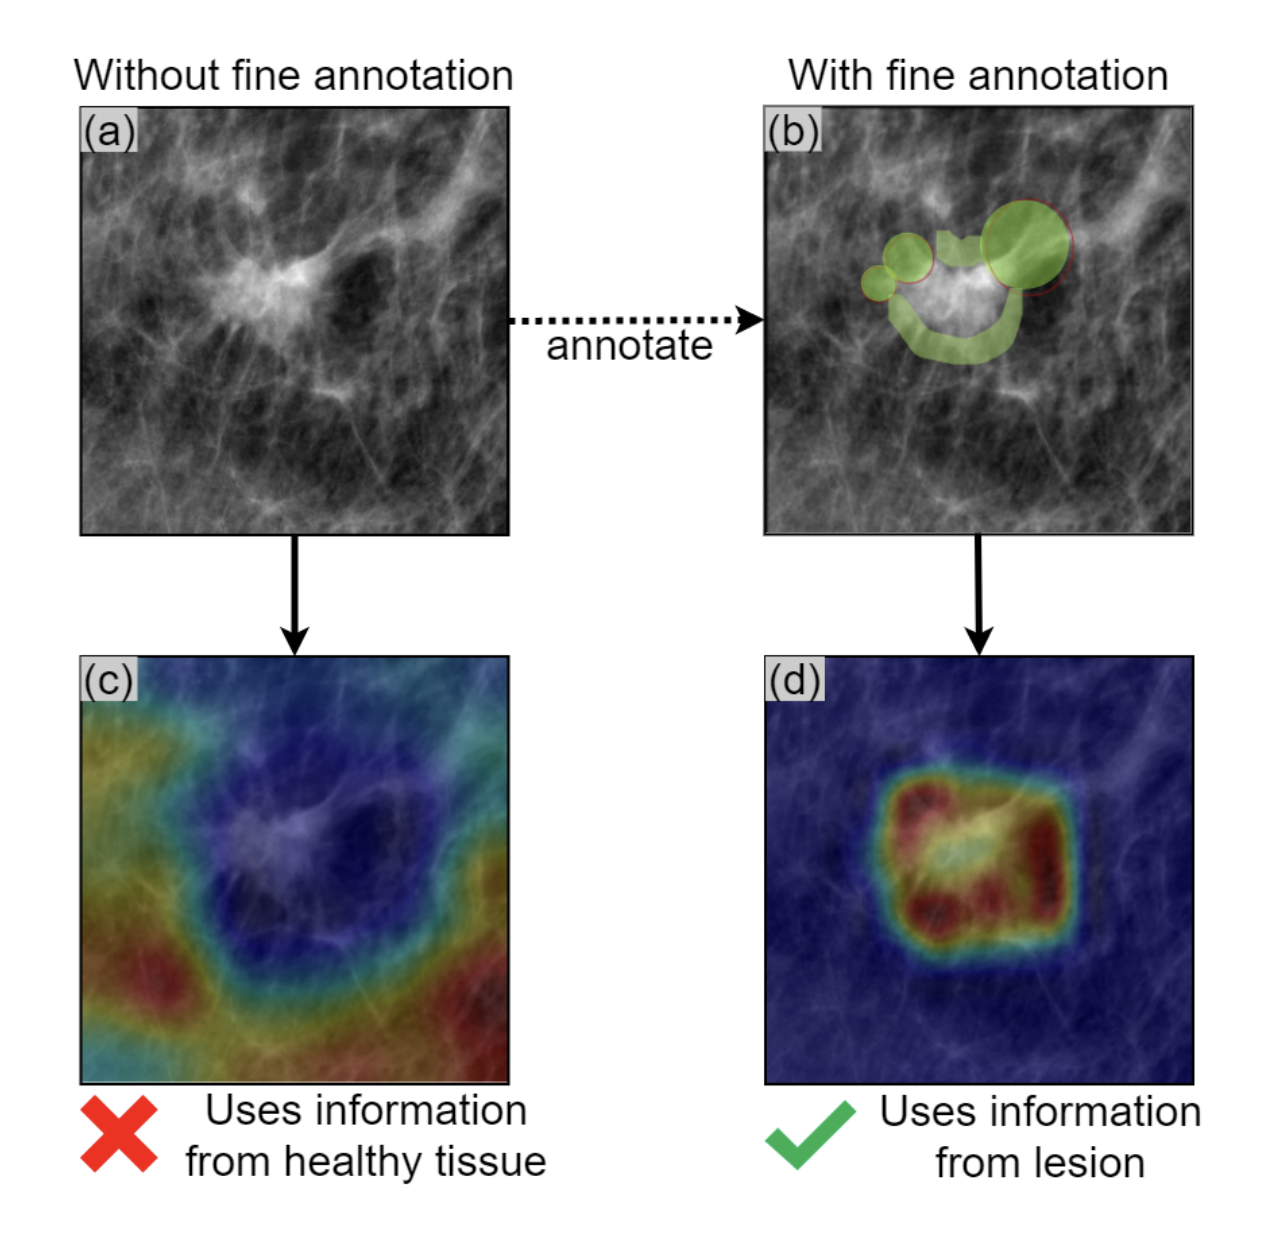 Without fine annotation
With fine annotation
(a)
(b)
annotate
(c)
(d)
Uses information
from healthy tissue
Uses information
from lesion